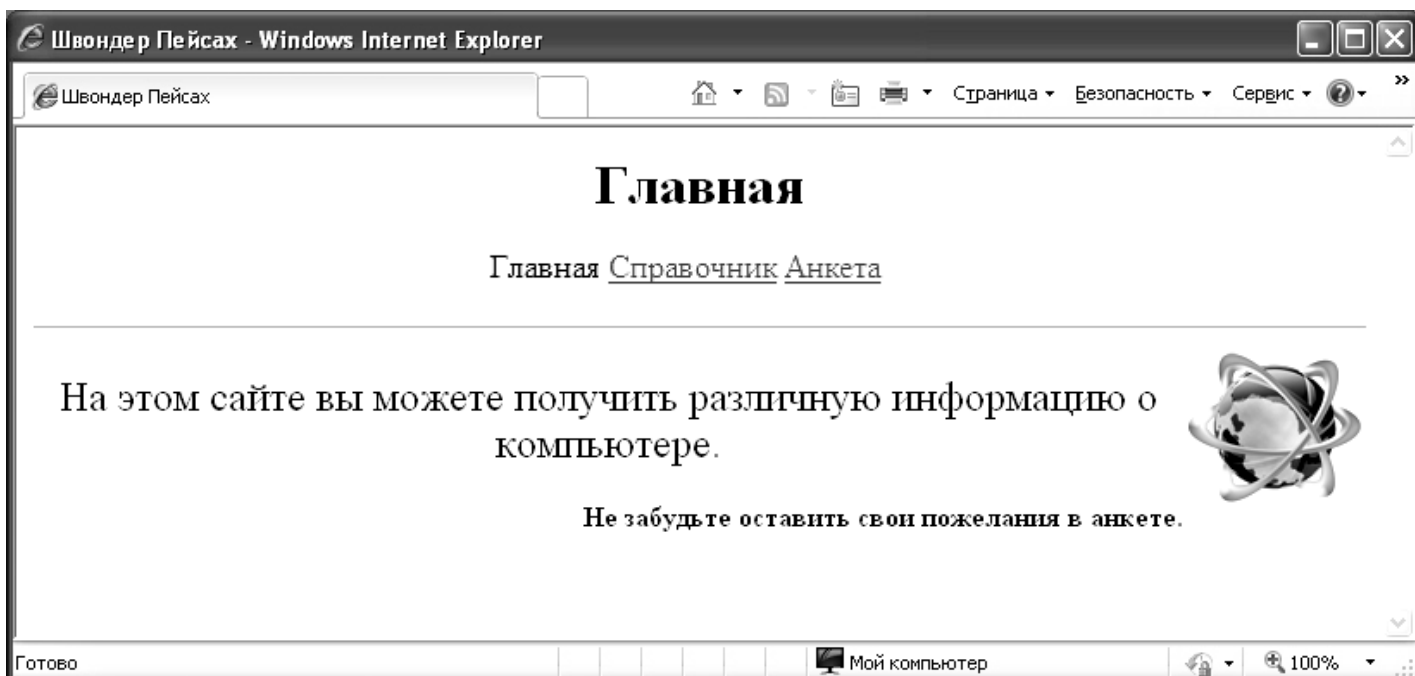 Швондер Пейсах - Windows Internet Explorer
Швондер Пейсах
Страница Безопасность Сервис »
Главная
Главная Справочник Анкета
На этом сайте вы можете получить различную информацию о
компьютере.
Не забудьте оставить свои пожелания в анкете.
Готово Мой компьютер 100%